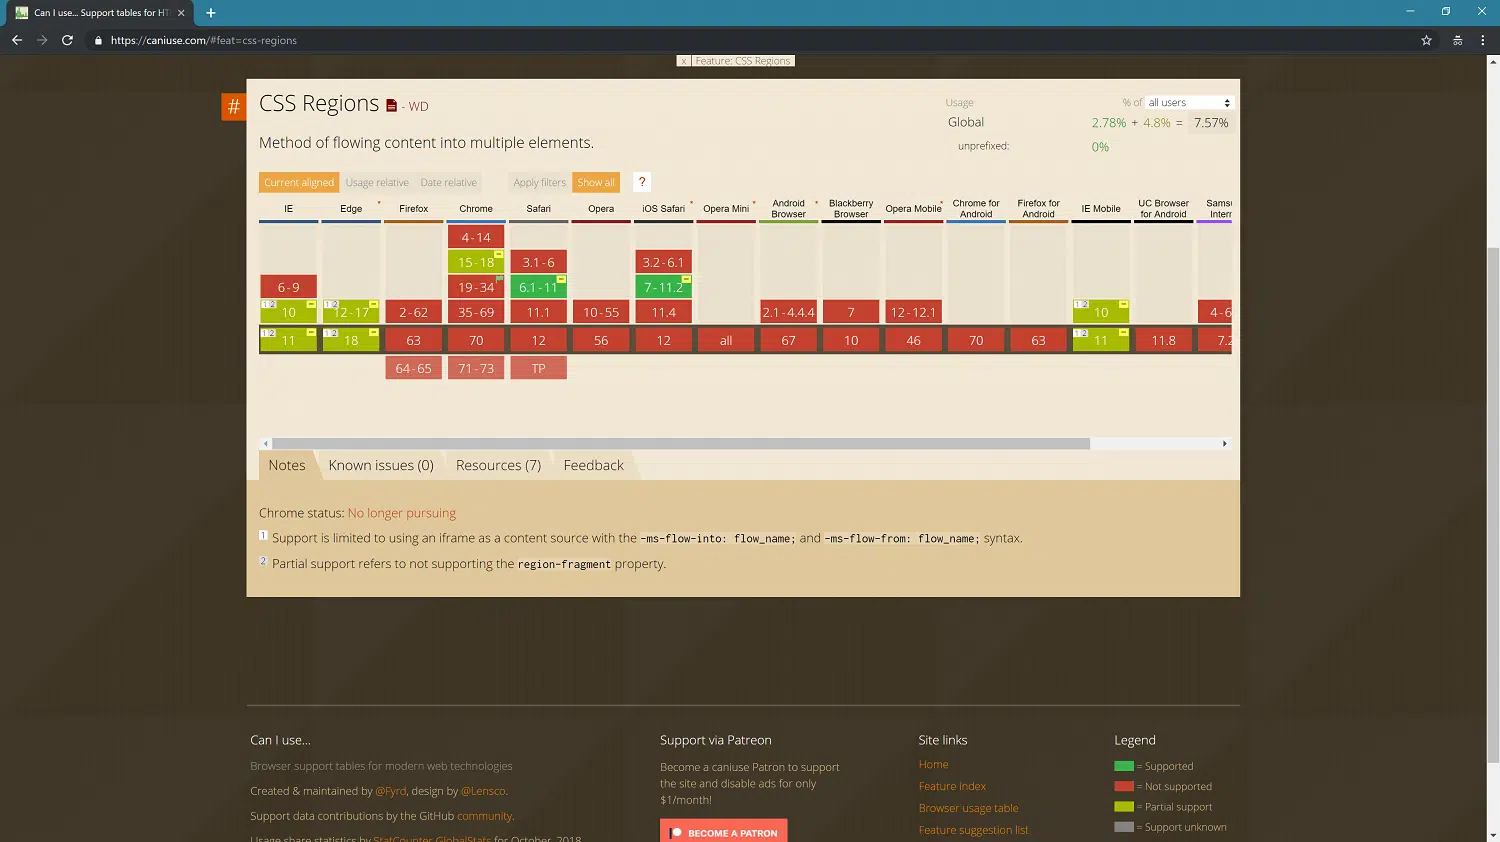 Can I use... Support tables for HT
https://caniuse.com/#feat=css-regions
x Feature: CSS Regions
# CSS Regions - WD
Method of flowing content into multiple elements.
Usage % of all users
Global 2.78% + 4.8% = 7.57%
unprefixed: 0%
Current aligned Usage relative Date relative Apply filters Show all ?
IE Edge * Firefox Chrome Safari Opera iOS Safari * Opera Mini * Android Browser * Blackberry Browser Opera Mobile * Chrome for Android Firefox for Android IE Mobile UC Browser for Android Samsu Intern
4-14
15-18 3.1-6 3.2-6.1
6-9 19-34 6.1-11 7-11.2
1 2 10 1 2 12-17 2-62 35-69 11.1 10-55 11.4 2.1-4.4.4 7 12-12.1 1 2 10 4-6
1 2 11 1 2 18 63 70 12 56 12 all 67 10 46 70 63 1 2 11 11.8 7.2
64-65 71-73 TP
Notes Known issues (0) Resources (7) Feedback
Chrome status: No longer pursuing
1 Support is limited to using an iframe as a content source with the -ms-flow-into: flow_name; and -ms-flow-from: flow_name; syntax.
2 Partial support refers to not supporting the region-fragment property.
Can I use...
Browser support tables for modern web technologies
Created & maintained by @Fyrd, design by @Lensco.
Support data contributions by the GitHub community.
Usage share statistics by StatCounter GlobalStats for October, 2018
Support via Patreon
Become a caniuse Patron to support
the site and disable ads for only
$1/month!
BECOME A PATRON
Site links
Home
Feature index
Browser usage table
Feature suggestion list
Legend
= Supported
= Not supported
= Partial support
= Support unknown